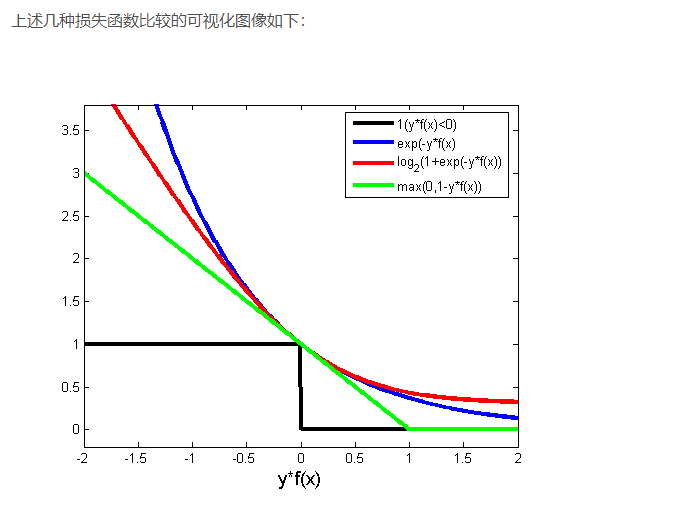 上述几种损失函数比较的可视化图像如下：
1(y*f(x)<0)
exp(-y*f(x)
log2(1+exp(-y*f(x))
max(0,1-y*f(x))
3.5
3
2.5
2
1.5
1
0.5
0
-2 -1.5 -1 -0.5 0 0.5 1 1.5 2
y*f(x)